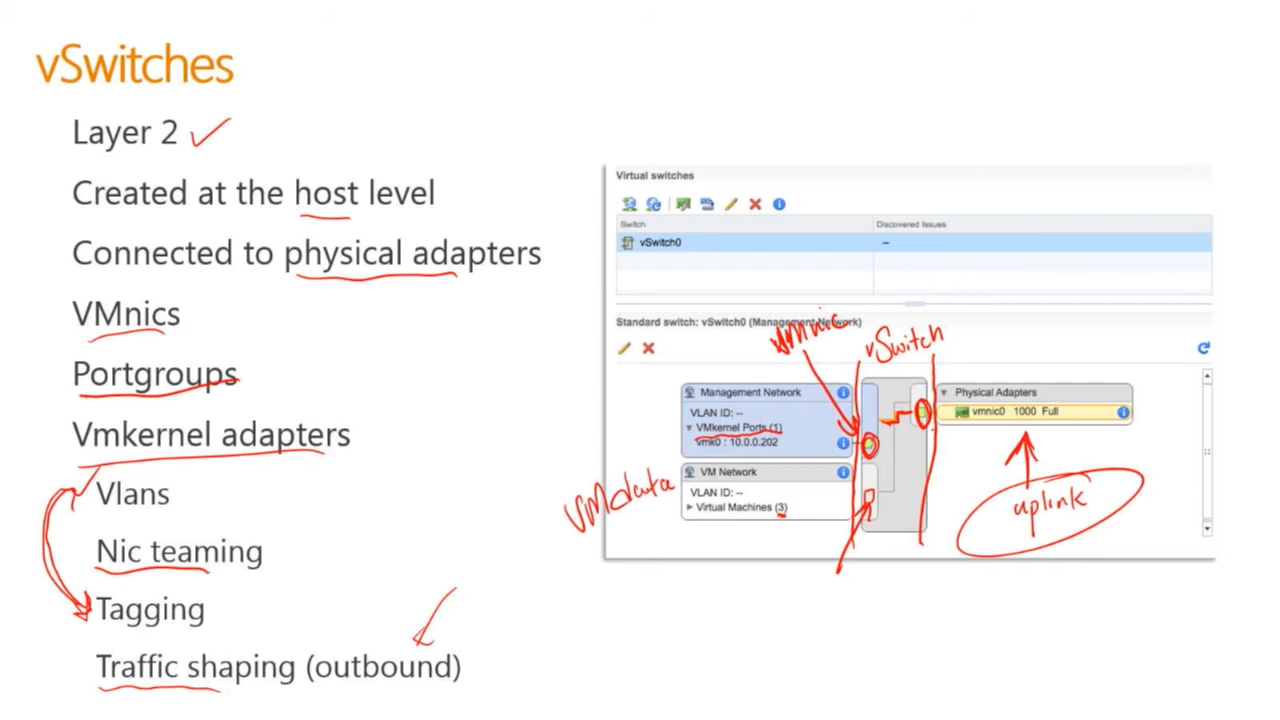 vSwitches
Layer 2
Created at the host level
Connected to physical adapters
VMnics
Portgroups
Vmkernel adapters
Vlans
Nic teaming
Tagging
Traffic shaping (outbound)
Virtual switches
Switch
Discovered Issues
vSwitch0
--
Standard switch: vSwitch0 (Management Network)
vmnic
vSwitch
Management Network
VLAN ID: --
VMkernel Ports (1)
vmk0 : 10.0.0.202
VM Network
VLAN ID: --
Virtual Machines (3)
VMdata
Physical Adapters
vmnic0 1000 Full
uplink